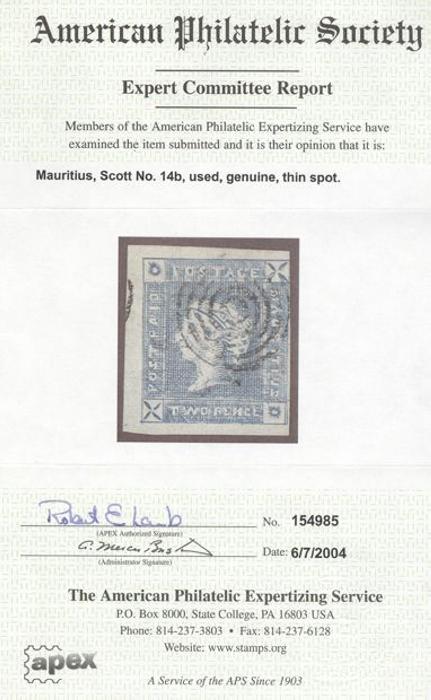 American Philatelic Society
Expert Committee Report
Members of the American Philatelic Expertizing Service have
examined the item submitted and it is their opinion that it is:
Mauritius, Scott No. 14b, used, genuine, thin spot.
POSTAGE
POST PAID
MAURITIUS
TWO PENCE
Robert E Lamb
(APEX Authorized Signature)
No. 154985
(Administrator Signature)
Date: 6/7/2004
The American Philatelic Expertizing Service
P.O. Box 8000, State College, PA 16803 USA
Phone: 814-237-3803 • Fax: 814-237-6128
Website: www.stamps.org
apex
A Service of the APS Since 1903